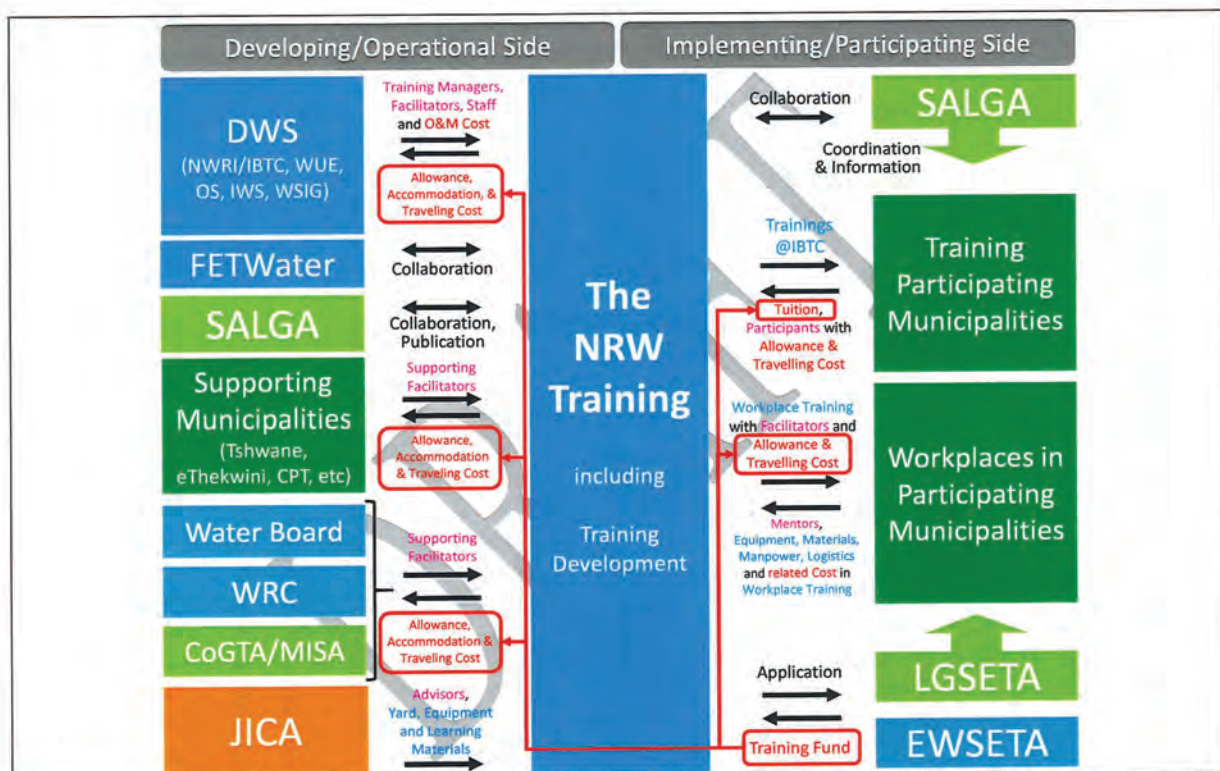 Developing/Operational Side
Implementing/Participating Side
DWS
(NWRI/IBTC, WUE,
OS, IWS, WSIG)
FETWater
SALGA
Supporting
Municipalities
(Tshwane,
eThekwini, CPT, etc)
Water Board
WRC
CoGTA/MISA
JICA
Training Managers,
Facilitators, Staff
and O&M Cost
Allowance,
Accommodation, &
Traveling Cost
Collaboration
Collaboration,
Publication
Supporting
Facilitators
Allowance,
Accommodation
& Traveling Cost
Supporting
Facilitators
Allowance,
Accommodation &
Traveling Cost
Advisors,
Yard, Equipment
and Learning
Materials
The
NRW
Training
including
Training
Development
Collaboration
Coordination
& Information
Trainings
@IBTC
Tuition,
Participants with
Allowance &
Travelling Cost
Workplace Training
with Facilitators and
Allowance &
Travelling Cost
Mentors,
Equipment, Materials,
Manpower, Logistics
and related Cost in
Workplace Training
Application
Training Fund
SALGA
Training
Participating
Municipalities
Workplaces in
Participating
Municipalities
LGSETA
EWSETA
DRAFT